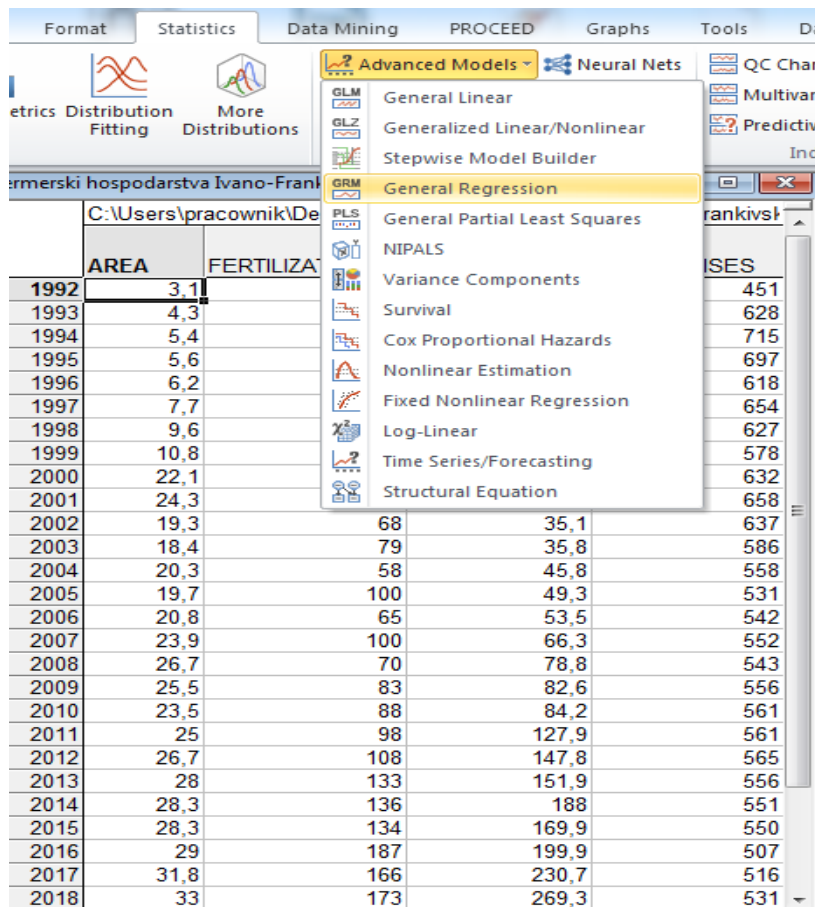 Format Statistics Data Mining PROCEED Graphs Tools
Advanced Models Neural Nets QC
Distribution Fitting
More Distributions
GLM General Linear
GLZ Generalized Linear/Nonlinear
Stepwise Model Builder
hospodarstva
GRM General Regression
C:\Users\pracownik\De
PLS General Partial Least Squares
NIPALS
AREA
Variance Components
1992 3,1 451
Survival
1993 4,3 628
1994 5,4 715
Cox Proportional Hazards
1995 5,6 697
Nonlinear Estimation
1996 6,2 618
1997 7,7 654
Fixed Nonlinear Regression
1998 9,6 627
Log-Linear
1999 10,8 578
Time Series/Forecasting
2000 22,1 632
Structural Equation
2001 24,3 658
2002 19,3 68 35,1 637
2003 18,4 79 35,8 586
2004 20,3 58 45,8 558
2005 19,7 100 49,3 531
2006 20,8 65 53,5 542
2007 23,9 100 66,3 552
2008 26,7 70 78,8 543
2009 25,5 83 82,6 556
2010 23,5 88 84,2 561
2011 25 98 127,9 561
2012 26,7 108 147,8 565
2013 28 133 151,9 556
2014 28,3 136 188 551
2015 28,3 134 169,9 550
2016 29 187 199,9 507
2017 31,8 166 230,7 516
2018 33 173 269,3 531